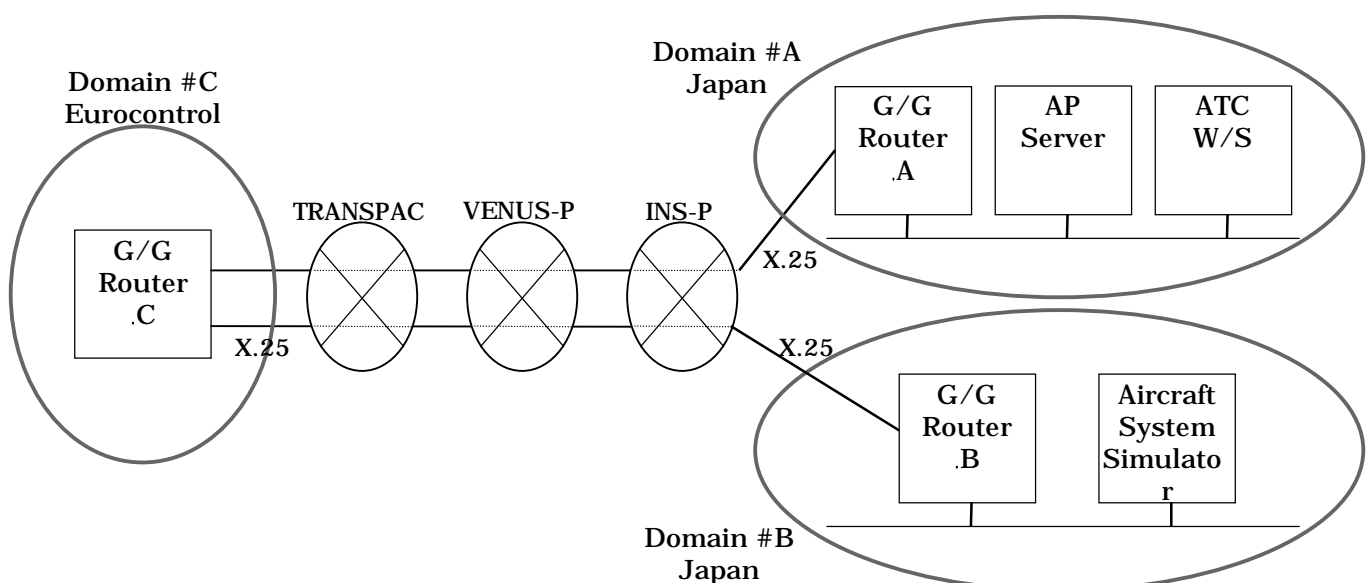 Domain #C
Eurocontrol
G/G
Router
.C
X.25
TRANSPAC
VENUS-P
INS-P
Domain #A
Japan
G/G
Router
.A
AP
Server
ATC
W/S
X.25
X.25
G/G
Router
.B
Aircraft
System
Simulato
r
Domain #B
Japan